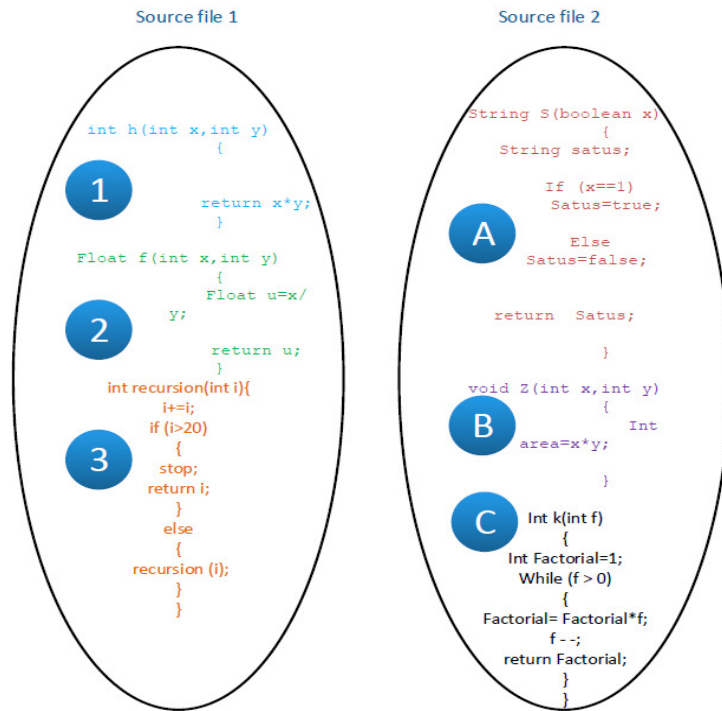 Source file 1
int h(int x,int y)
{
1
return x*y;
}
Float f(int x,int y)
{
Float u=x/
y;
2
return u;
}
int recursion(int i){
i+=i;
if (i>20)
{
3
stop;
return i;
}
else
{
recursion (i);
}
}
Source file 2
String S(boolean x)
{
String satus;
If (x==1)
Satus=true;
A
Else
Satus=false;
return Satus;
}
void Z(int x,int y)
{
B
Int
area=x*y;
}
C
Int k(int f)
{
Int Factorial=1;
While (f > 0)
{
Factorial= Factorial*f;
f - -;
return Factorial;
}
}